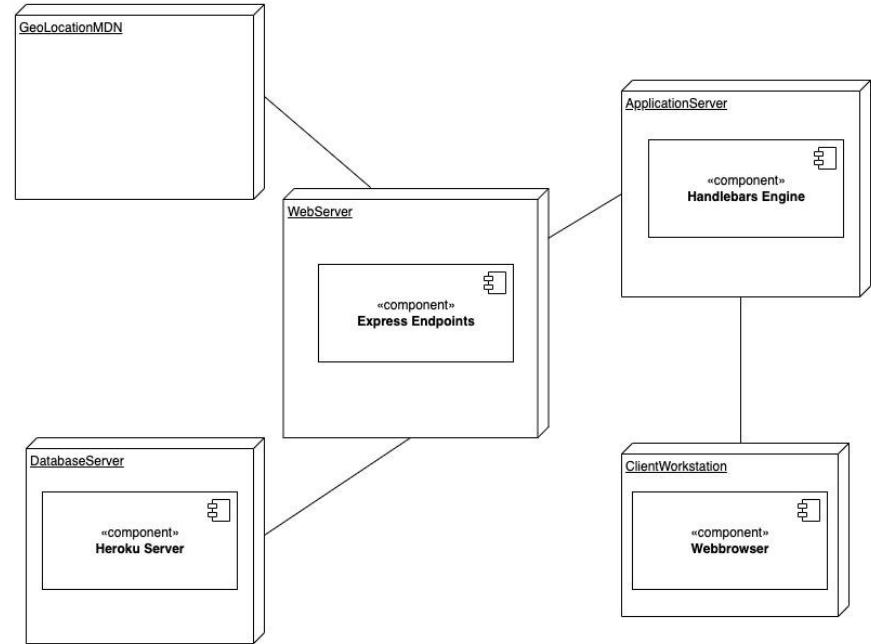 GeoLocationMDN
ApplicationServer
«component»
Handlebars Engine
WebServer
«component»
Express Endpoints
DatabaseServer
«component»
Heroku Server
ClientWorkstation
«component»
Webbrowser